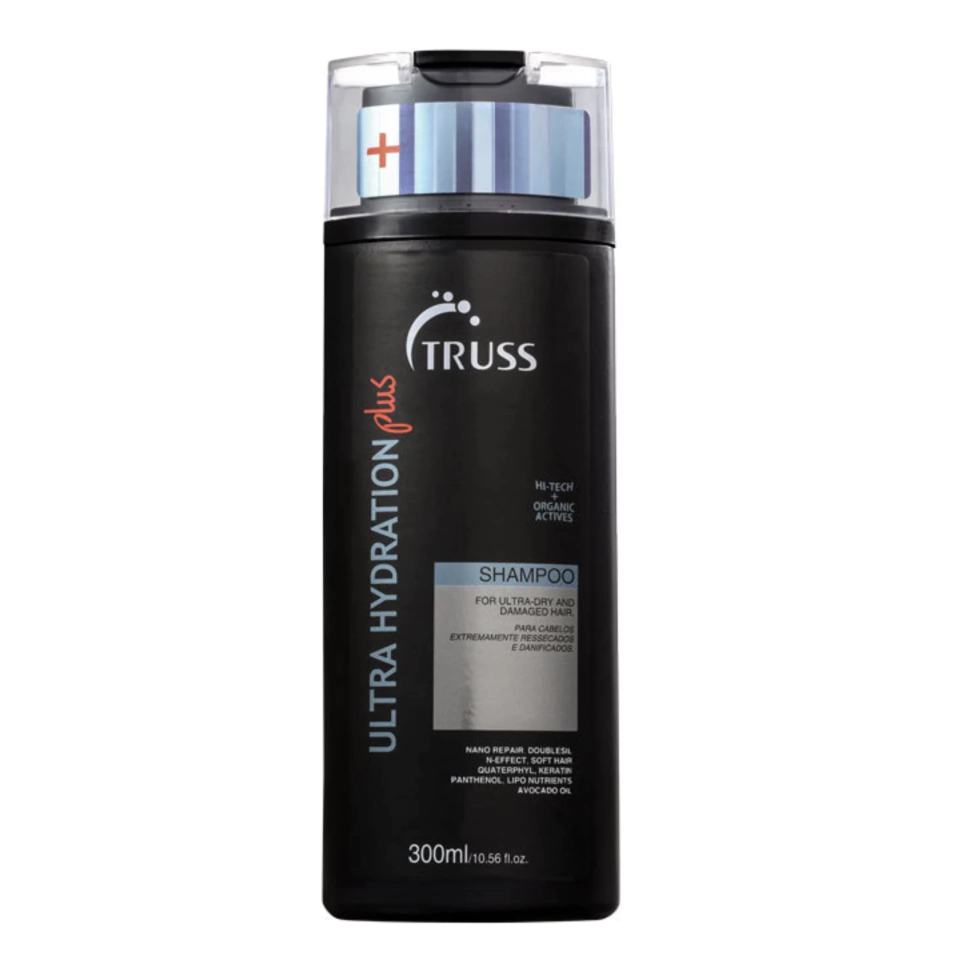 +
TRUSS
ULTRA HYDRATION plus
HI-TECH
+
ORGANIC
ACTIVES
SHAMPOO
FOR ULTRA-DRY AND
DAMAGED HAIR.
PARA CABELOS
EXTREMAMENTE RESSECADOS
E DANIFICADOS.
NANO REPAIR DOUBLESIL
N-EFFECT, SOFT HAIR
QUATERPHYL, KERATIN
PANTHENOL, LIPO NUTRIENTS
AVOCADO OIL
300ml/10.56 fl.oz.